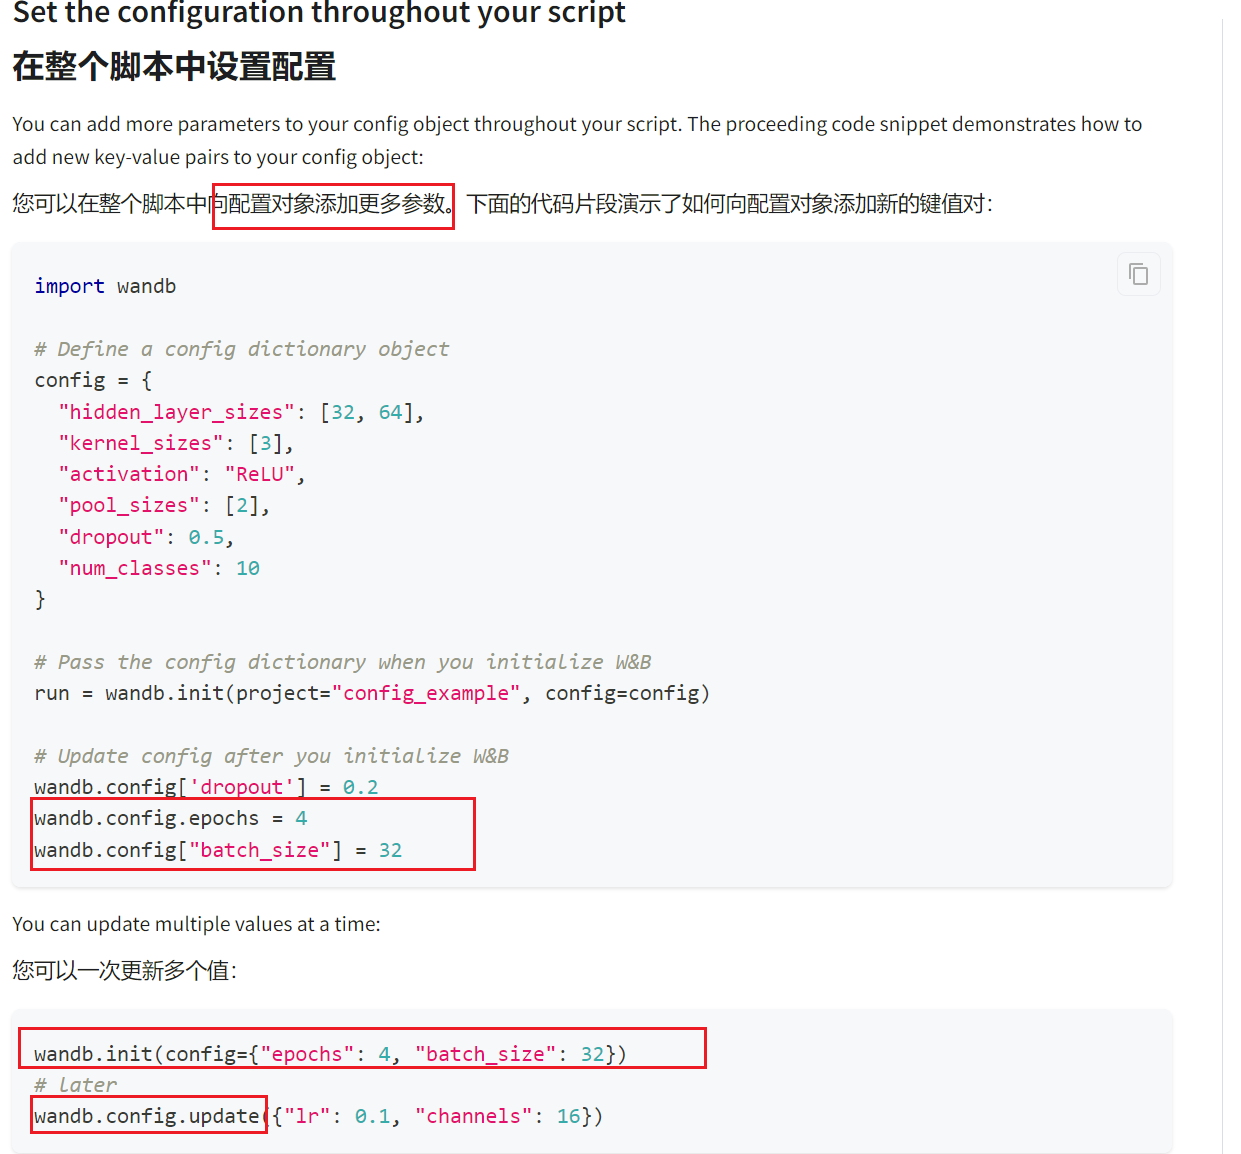 Set the configuration throughout your script
在整个脚本中设置配置
You can add more parameters to your config object throughout your script. The proceeding code snippet demonstrates how to
add new key-value pairs to your config object:
您可以在整个脚本中向配置对象添加更多参数。下面的代码片段演示了如何向配置对象添加新的键值对：
import wandb
# Define a config dictionary object
config = {
"hidden_layer_sizes": [32, 64],
"kernel_sizes": [3],
"activation": "ReLU",
"pool_sizes": [2],
"dropout": 0.5,
"num_classes": 10
}
# Pass the config dictionary when you initialize W&B
run = wandb.init(project="config_example", config=config)
# Update config after you initialize W&B
wandb.config['dropout'] = 0.2
wandb.config.epochs = 4
wandb.config["batch_size"] = 32
You can update multiple values at a time:
您可以一次更新多个值：
wandb.init(config={"epochs": 4, "batch_size": 32})
# later
wandb.config.update({"lr": 0.1, "channels": 16})